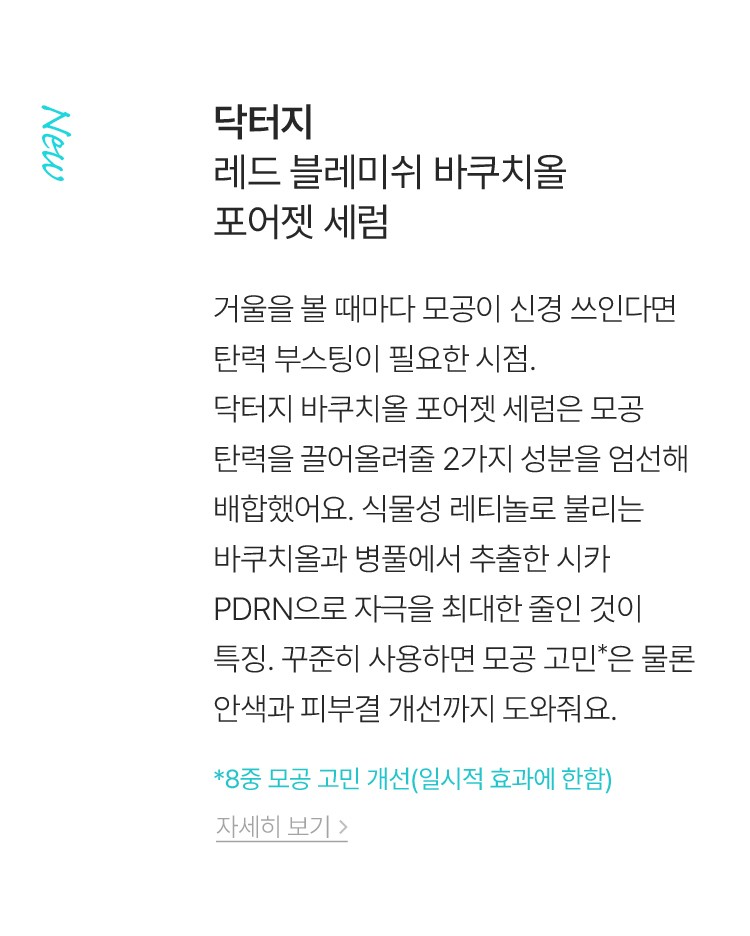 New
닥터지
레드 블레미쉬 바쿠치올
포어젯 세럼
거울을 볼 때마다 모공이 신경 쓰인다면
탄력 부스팅이 필요한 시점.
닥터지 바쿠치올 포어젯 세럼은 모공
탄력을 끌어올려줄 2가지 성분을 엄선해
배합했어요. 식물성 레티놀로 불리는
바쿠치올과 병풀에서 추출한 시카
PDRN으로 자극을 최대한 줄인 것이
특징. 꾸준히 사용하면 모공 고민*은 물론
안색과 피부결 개선까지 도와줘요.
*8중 모공 고민 개선(일시적 효과에 한함)
자세히 보기 >